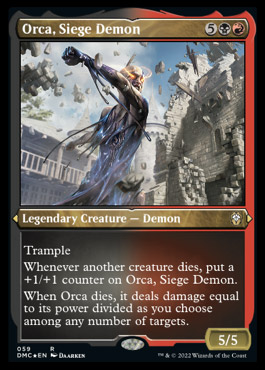 Orca, Siege Demon 5
Legendary Creature — Demon
Trample
Whenever another creature dies, put a
+1/+1 counter on Orca, Siege Demon.
When Orca dies, it deals damage equal
to its power divided as you choose
among any number of targets.
5/5
059 R
DMC★EN DAARKEN
™ & © 2022 Wizards of the Coast